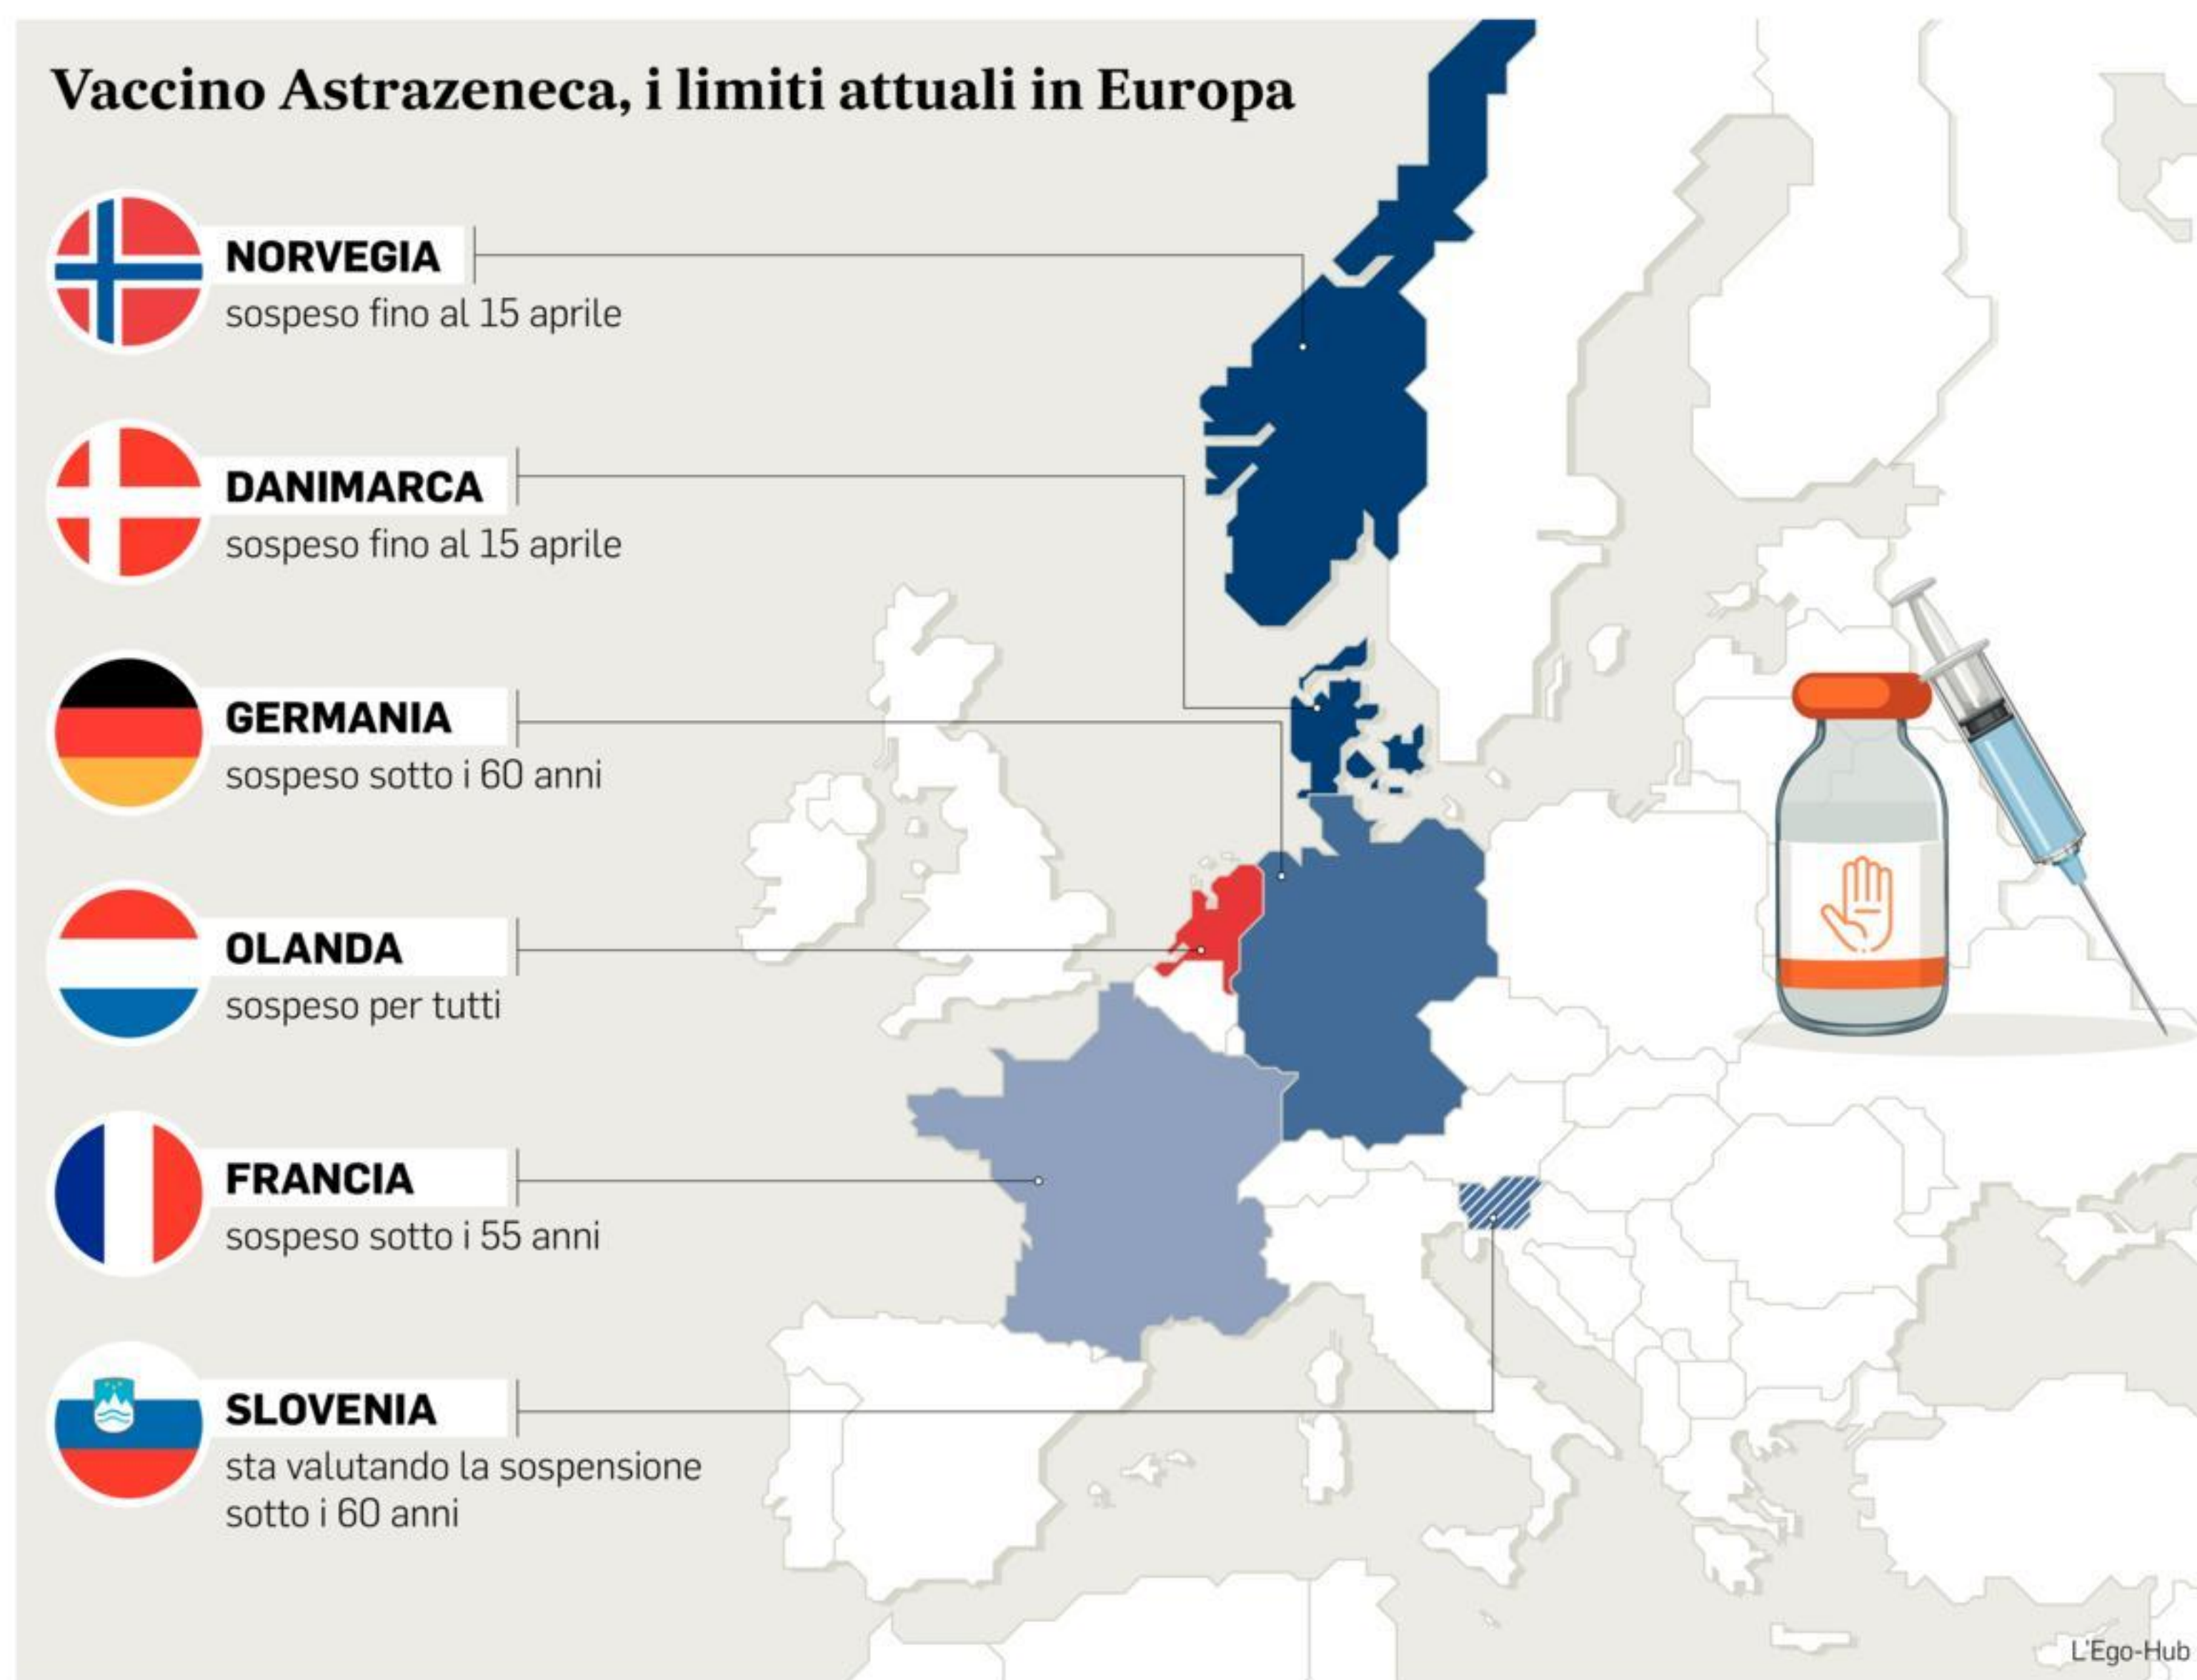 Vaccino Astrazeneca, i limiti attuali in Europa
NORVEGIA
sospeso fino al 15 aprile
DANIMARCA
sospeso fino al 15 aprile
GERMANIA
sospeso sotto i 60 anni
OLANDA
sospeso per tutti
FRANCIA
sospeso sotto i 55 anni
SLOVENIA
sta valutando la sospensione
sotto i 60 anni
L'Ego-Hub